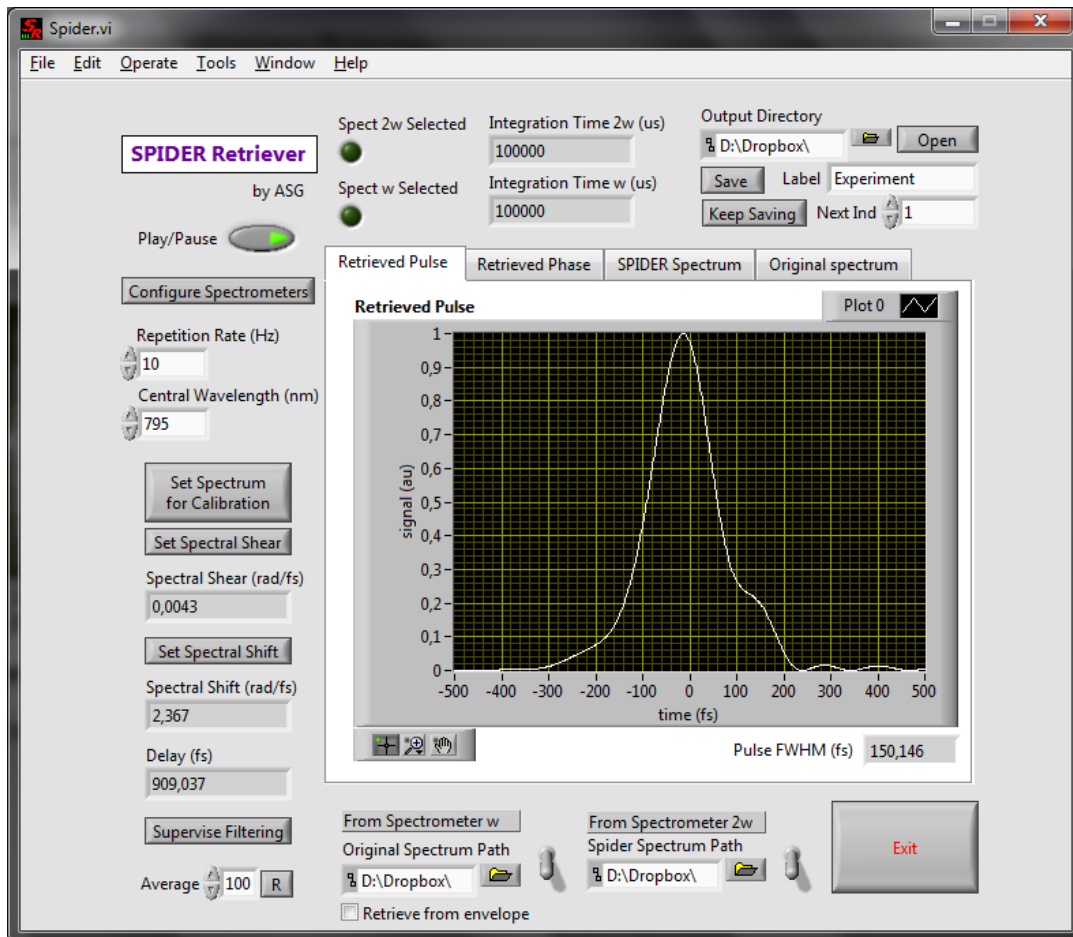 Spider.vi
File Edit Operate Tools Window Help
SPIDER Retriever
by ASG
Play/Pause
Configure Spectrometers
Repetition Rate (Hz)
10
Central Wavelength (nm)
795
Set Spectrum
for Calibration
Set Spectral Shear
Spectral Shear (rad/fs)
0,0043
Set Spectral Shift
Spectral Shift (rad/fs)
2,367
Delay (fs)
909,037
Supervise Filtering
Average 100 R
Spect 2w Selected
Spect w Selected
Integration Time 2w (us)
100000
Integration Time w (us)
100000
Output Directory
D:\Dropbox\ Open
Save Label Experiment
Keep Saving Next Ind 1
Retrieved Pulse Retrieved Phase SPIDER Spectrum Original spectrum
Retrieved Pulse
Plot 0
signal (au)
1
0,9
0,8
0,7
0,6
0,5
0,4
0,3
0,2
0,1
0
-500 -400 -300 -200 -100 0 100 200 300 400 500
time (fs)
Pulse FWHM (fs) 150,146
From Spectrometer w
Original Spectrum Path
D:\Dropbox\
Retrieve from envelope
From Spectrometer 2w
Spider Spectrum Path
D:\Dropbox\
Exit